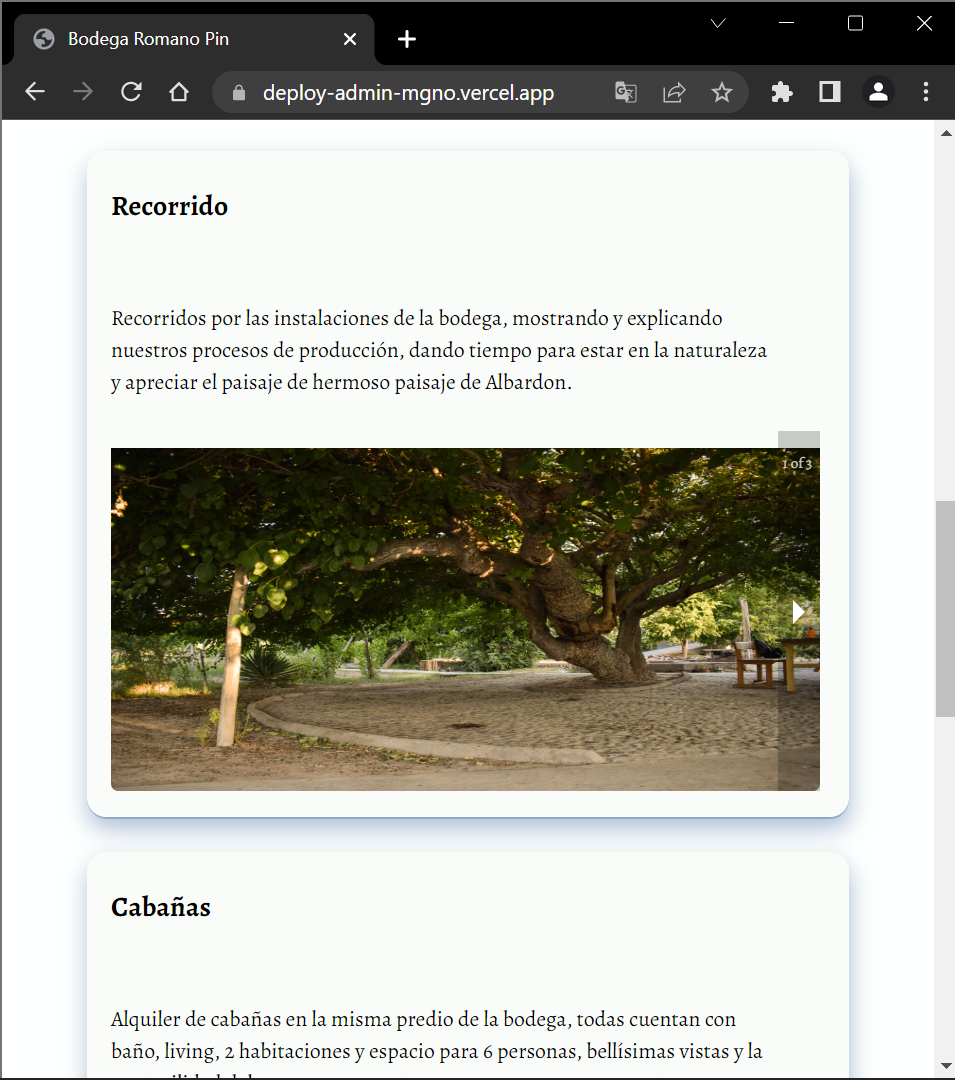 Bodega Romano Pin
deploy-admin-mgno.vercel.app
Recorrido
Recorridos por las instalaciones de la bodega, mostrando y explicando
nuestros procesos de producción, dando tiempo para estar en la naturaleza
y apreciar el paisaje de hermoso paisaje de Albardon.
1 of 3
Cabañas
Alquiler de cabañas en la misma predio de la bodega, todas cuentan con
baño, living, 2 habitaciones y espacio para 6 personas, bellísimas vistas y la